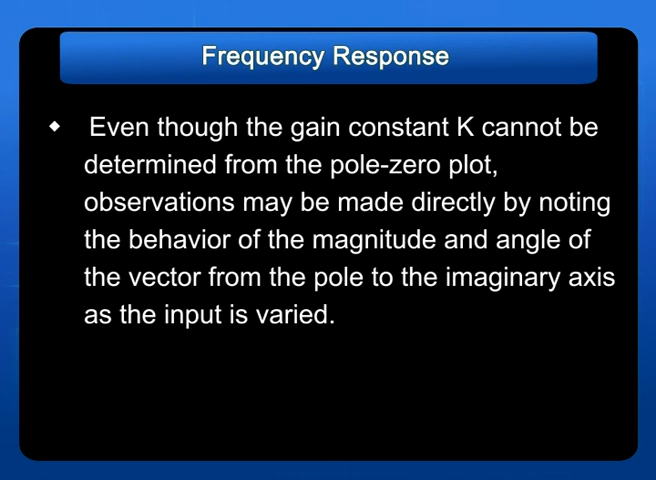 Frequency Response
◆ Even though the gain constant K cannot be
determined from the pole-zero plot,
observations may be made directly by noting
the behavior of the magnitude and angle of
the vector from the pole to the imaginary axis
as the input is varied.